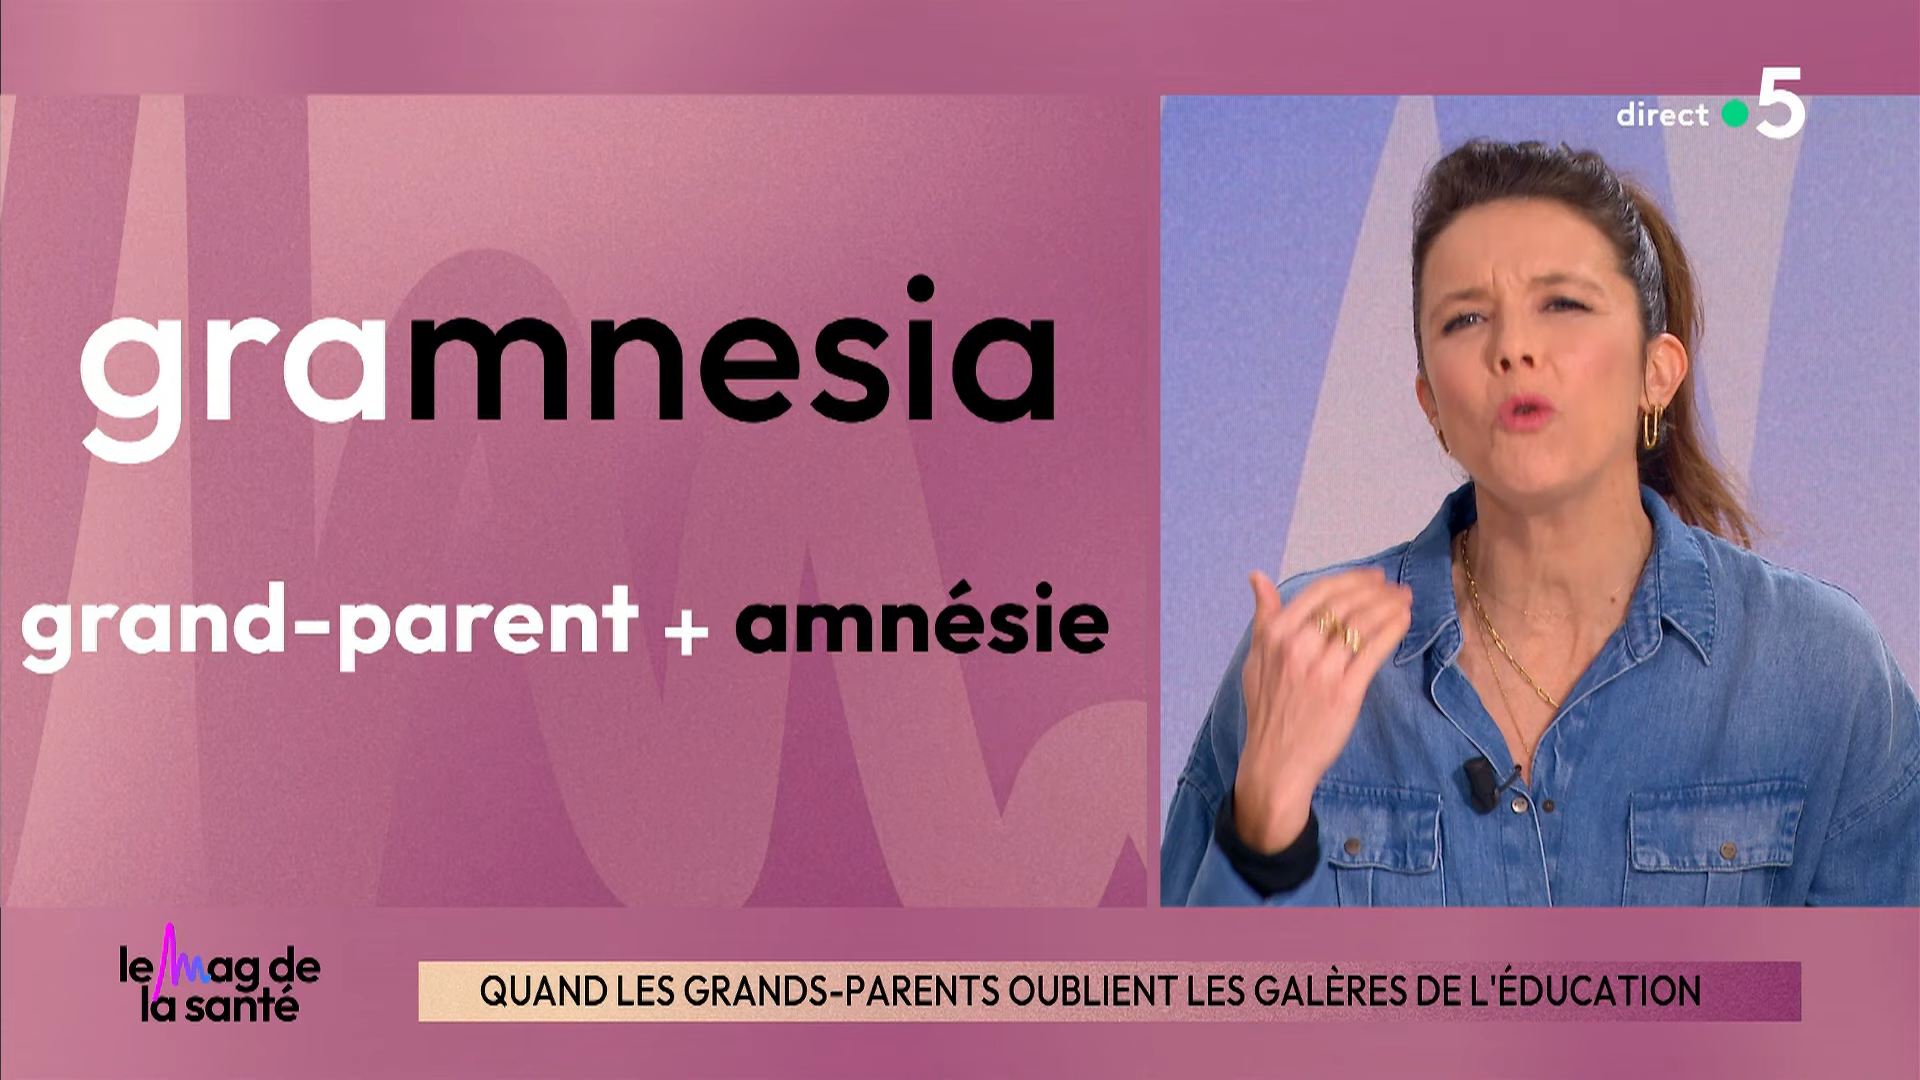 direct 5
gramnesia
grand-parent + amnésie
le Mag de
la santé
QUAND LES GRANDS-PARENTS OUBLIENT LES GALÈRES DE L'ÉDUCATION